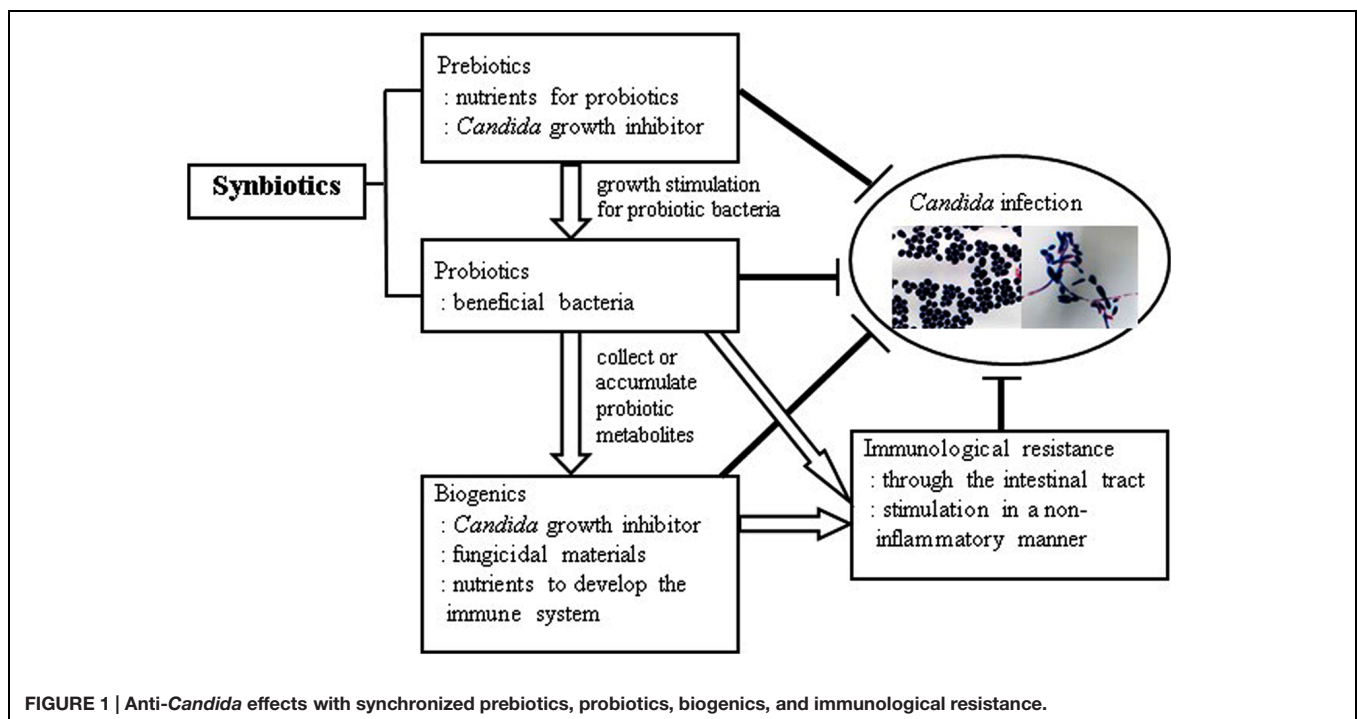 Prebiotics
: nutrients for probiotics
: Candida growth inhibitor
Synbiotics
growth stimulation
for probiotic bacteria
Candida infection
Probiotics
: beneficial bacteria
collect or
accumulate
probiotic
metabolites
Immunological resistance
: through the intestinal tract
: stimulation in a non-
inflammatory manner
Biogenics
: Candida growth inhibitor
: fungicidal materials
: nutrients to develop the
immune system
FIGURE 1 | Anti-Candida effects with synchronized prebiotics, probiotics, biogenics, and immunological resistance.